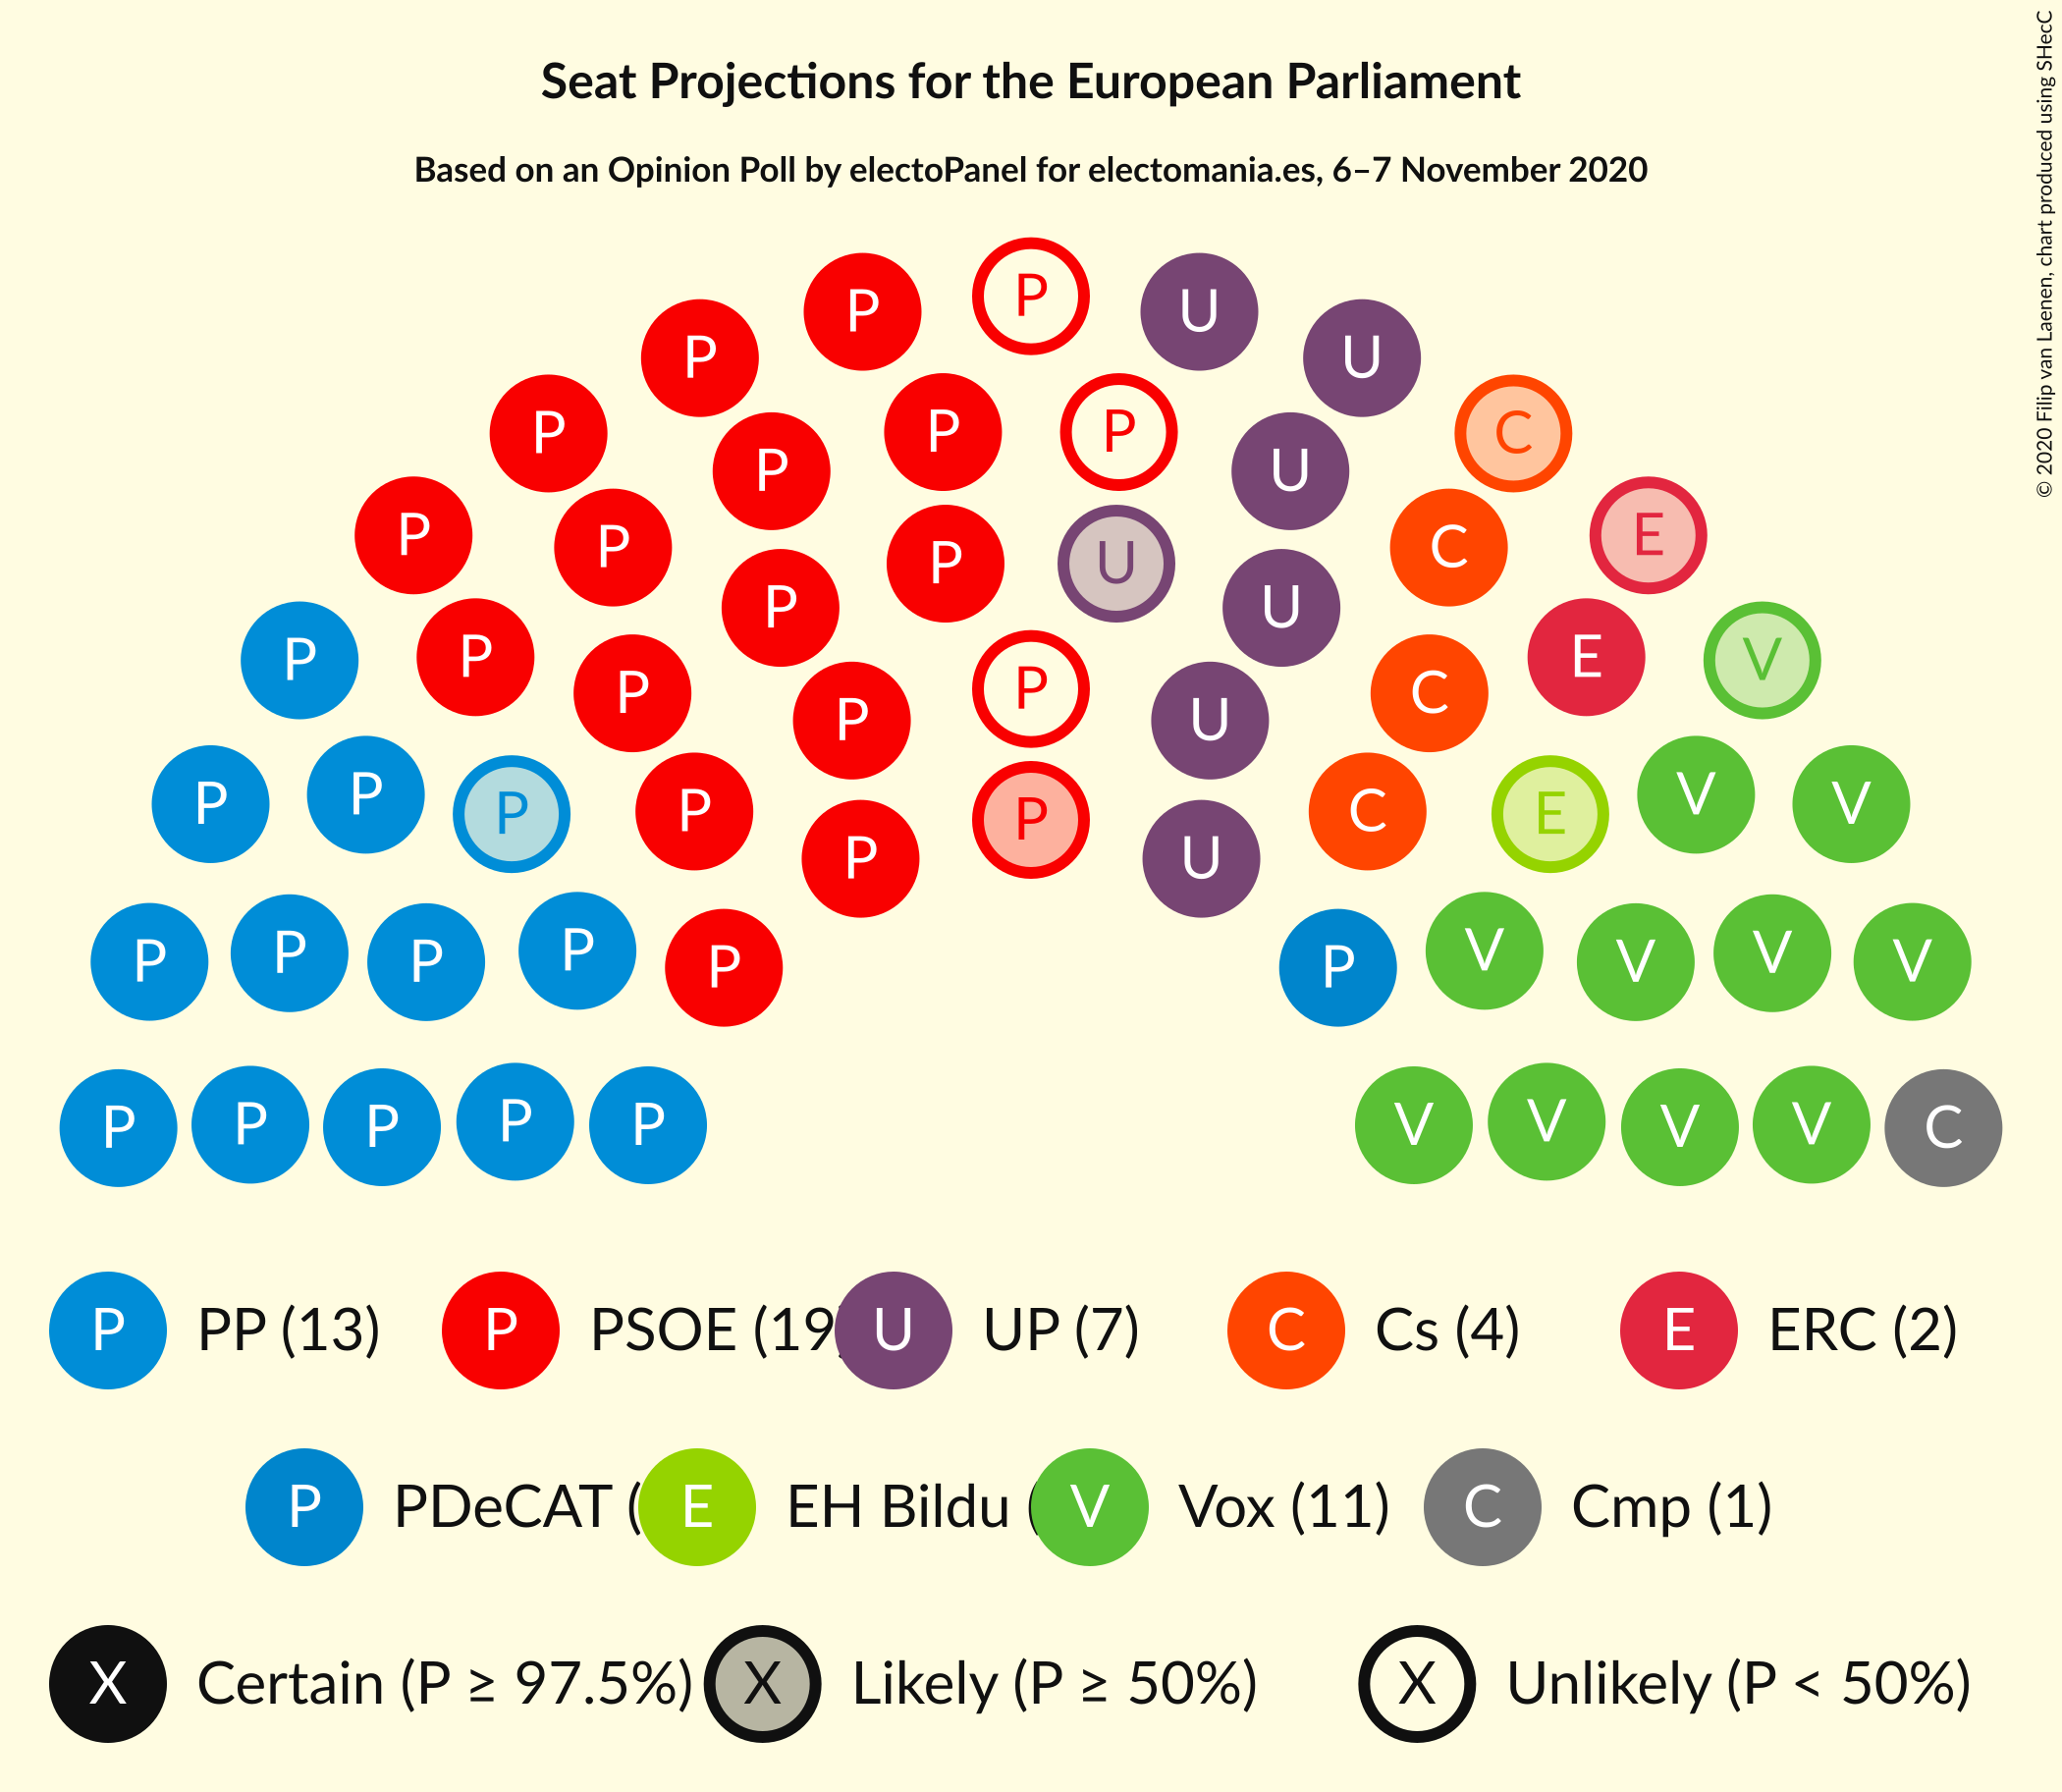 Seat Projections for the European Parliament
Based on an Opinion Poll by electoPanel for electomania.es, 6–7 November 2020
© 2020 Filip van Laenen, chart produced using SHecC
P
P P U U
P P
P P P U C
P P U C
P P U E
P P U
P P E V
P P C
P P
P U
P P V V
P P C E
P P U
P P P P V V V V
P P
P P P P P V V V V C
P PP (13) P PSOE (19 U UP (7) C Cs (4) E ERC (2)
P PDeCAT ( E EH Bildu ( V Vox (11) C Cmp (1)
X Certain (P ≥ 97.5%) X Likely (P ≥ 50%) X Unlikely (P < 50%)